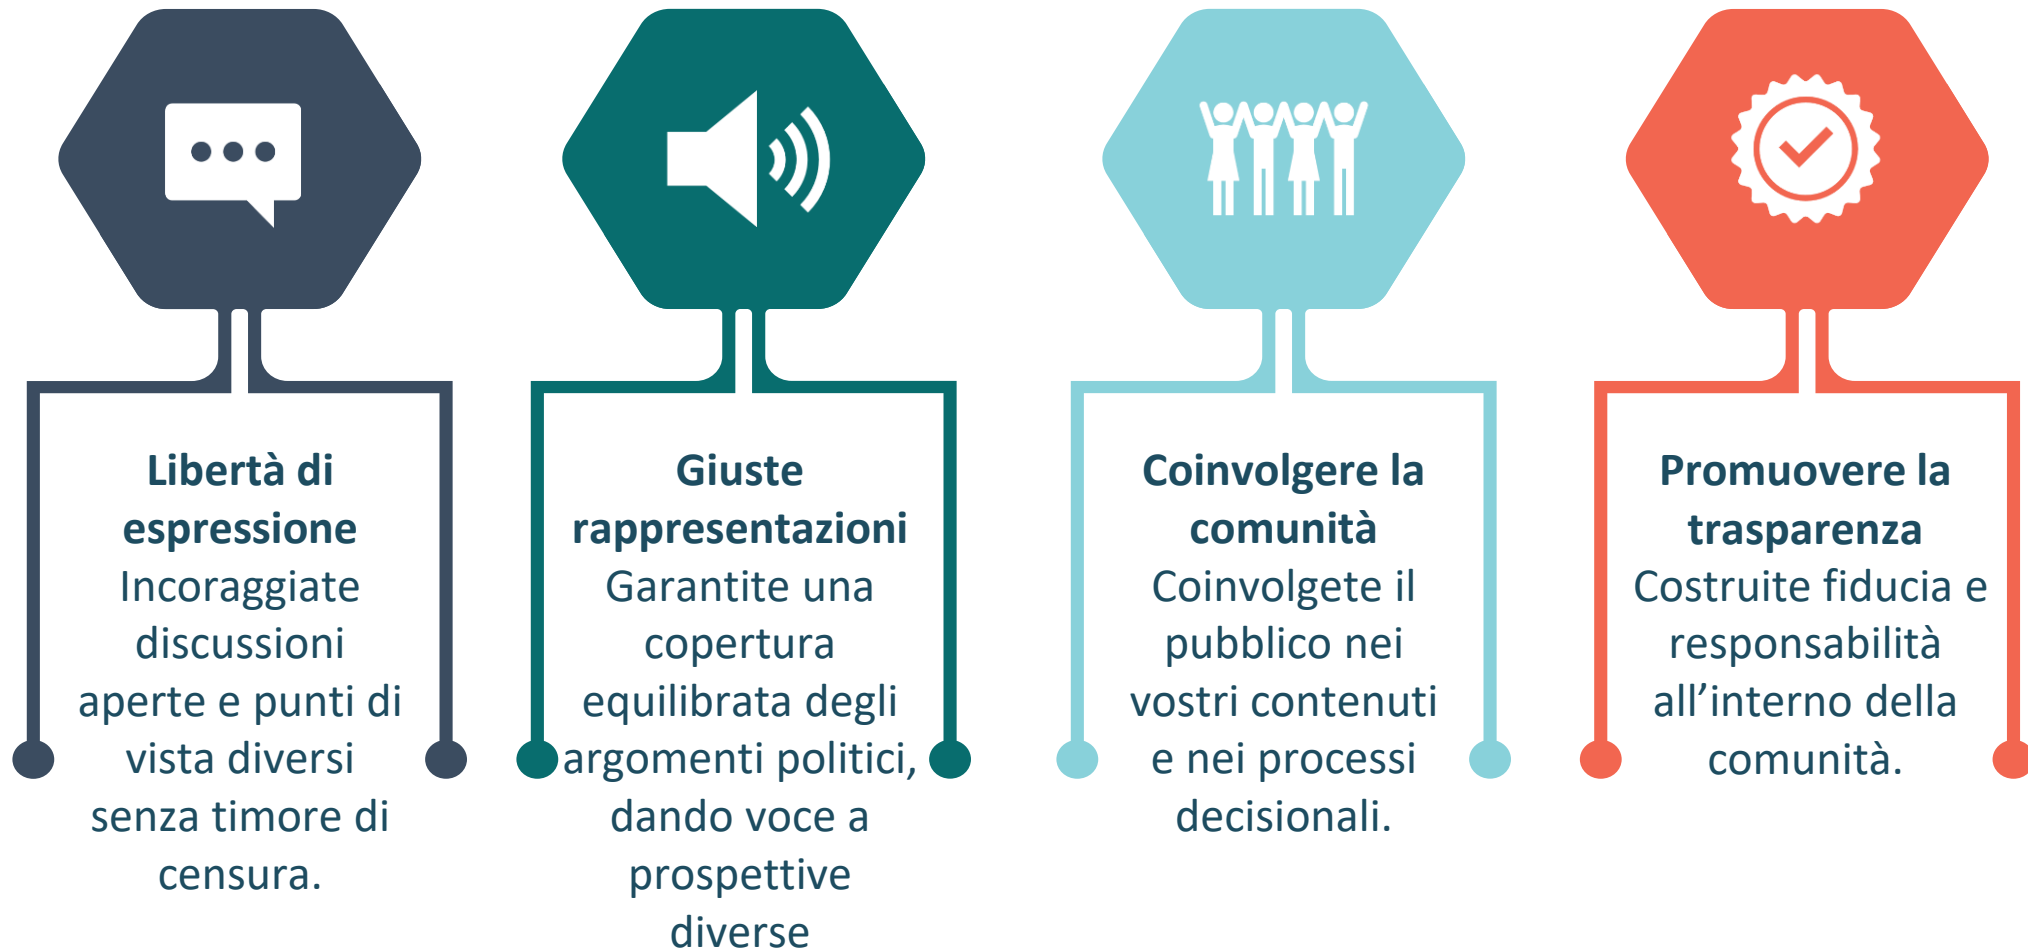 Libertà di
espressione
Incoraggiate
discussioni
aperte e punti di
vista diversi
senza timore di
censura.
Giuste
rappresentazioni
Garantite una
copertura
equilibrata degli
argomenti politici,
dando voce a
prospettive
diverse
Coinvolgere la
comunità
Coinvolgete il
pubblico nei
vostri contenuti
e nei processi
decisionali.
Promuovere la
trasparenza
Costruite fiducia e
responsabilità
all’interno della
comunità.